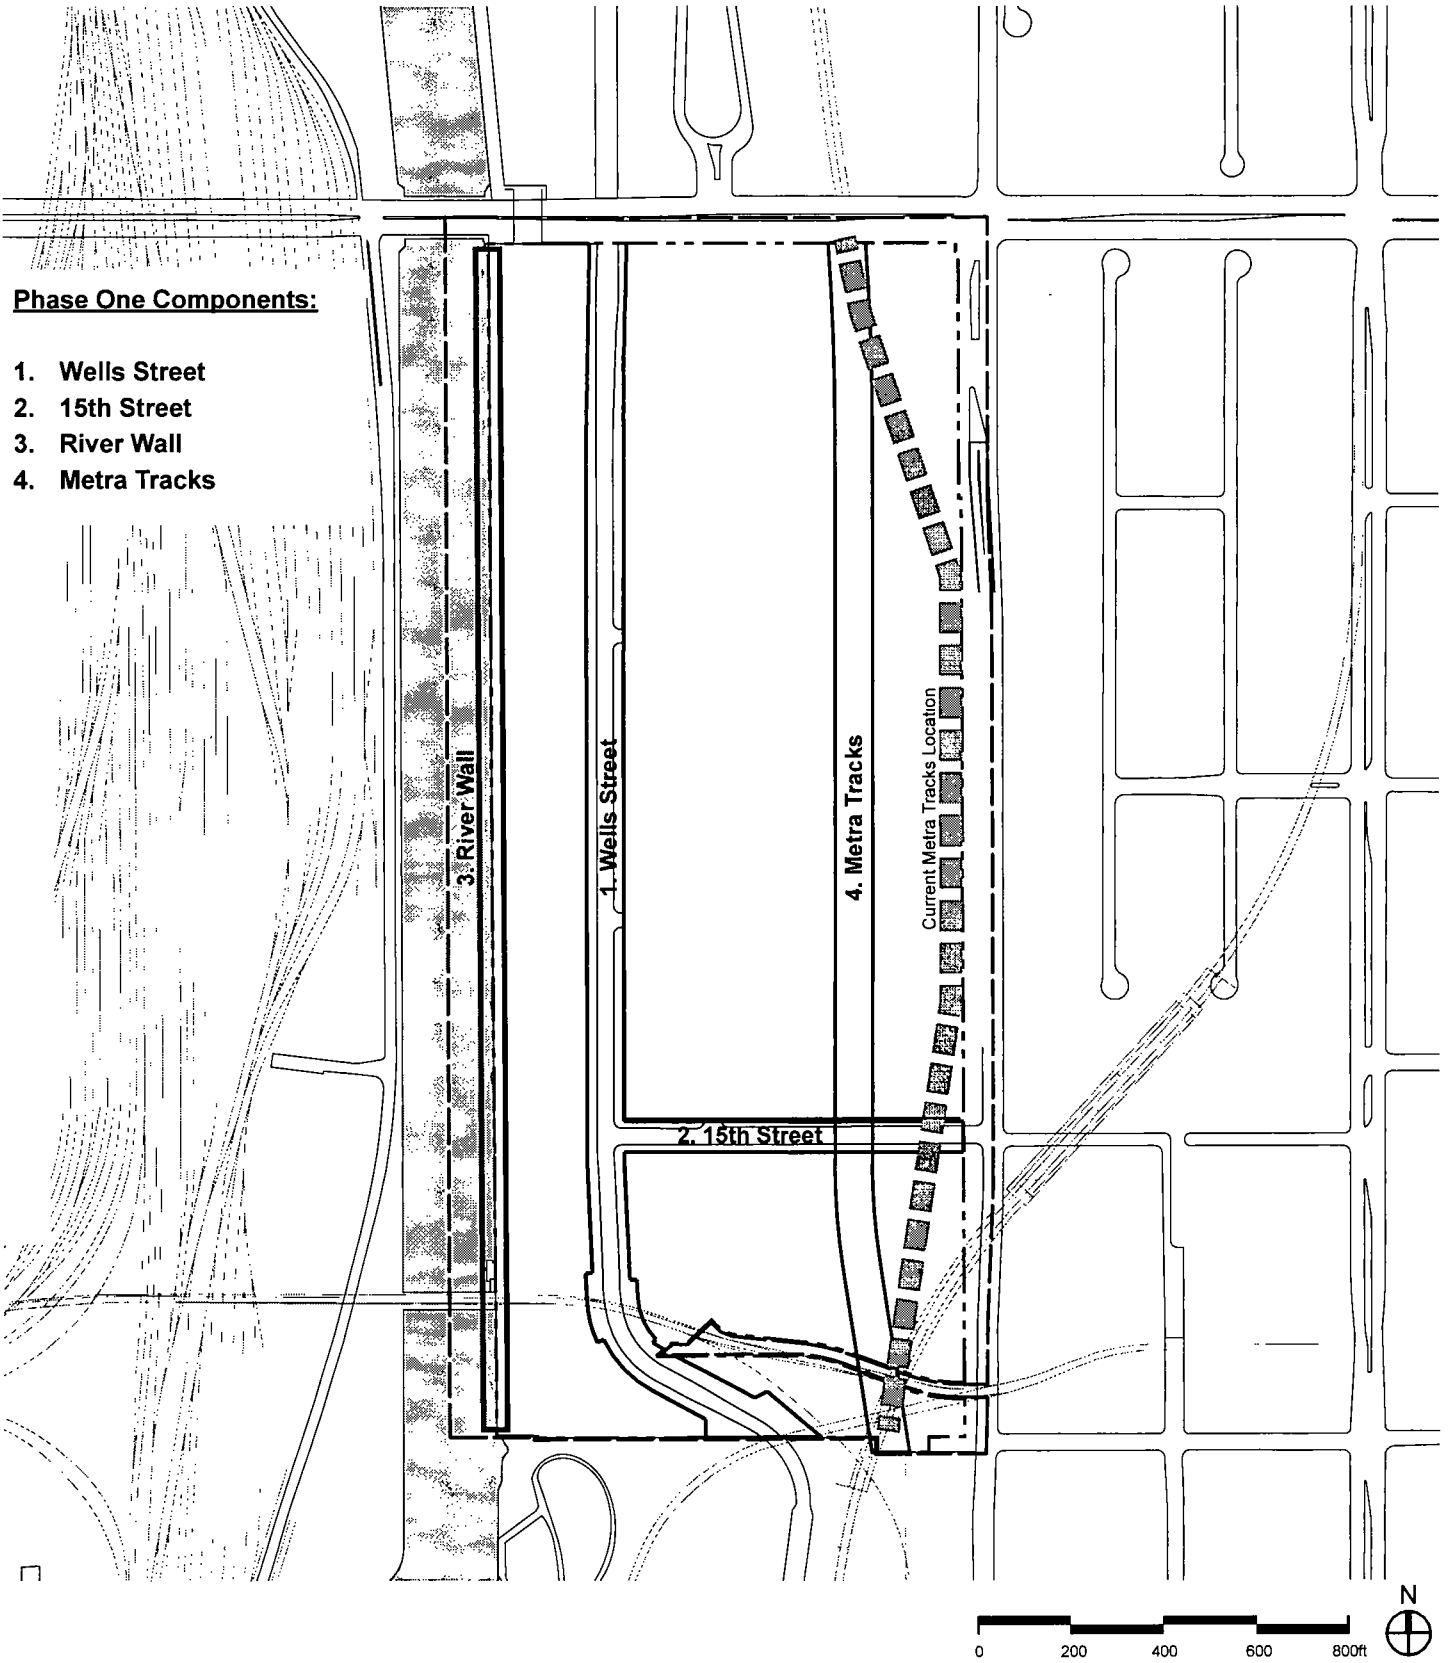 Phase One Components:
1. Wells Street
2. 15th Street
3. River Wall
4. Metra Tracks
3. River Wall
1. Wells Street
4. Metra Tracks
Current Metra Tracks Location
2. 15th Street
N
0 200 400 600 800ft